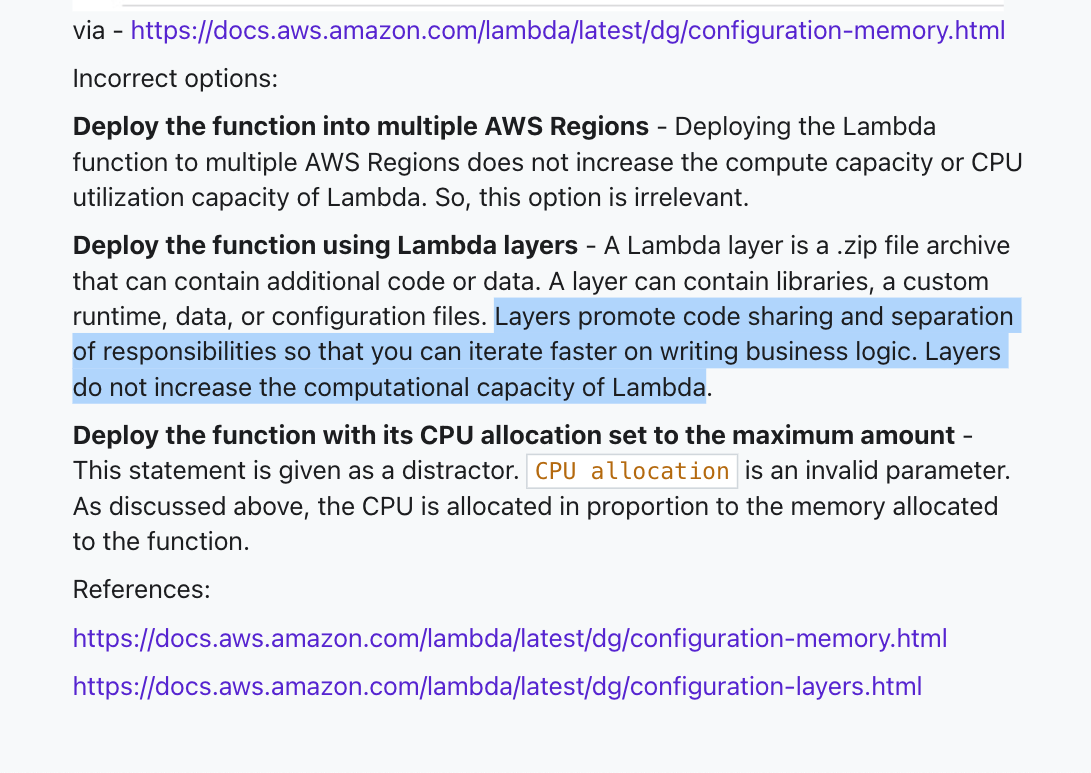 via - https://docs.aws.amazon.com/lambda/latest/dg/configuration-memory.html
Incorrect options:
Deploy the function into multiple AWS Regions - Deploying the Lambda
function to multiple AWS Regions does not increase the compute capacity or CPU
utilization capacity of Lambda. So, this option is irrelevant.
Deploy the function using Lambda layers - A Lambda layer is a .zip file archive
that can contain additional code or data. A layer can contain libraries, a custom
runtime, data, or configuration files. Layers promote code sharing and separation
of responsibilities so that you can iterate faster on writing business logic. Layers
do not increase the computational capacity of Lambda.
Deploy the function with its CPU allocation set to the maximum amount -
This statement is given as a distractor. CPU allocation is an invalid parameter.
As discussed above, the CPU is allocated in proportion to the memory allocated
to the function.
References:
https://docs.aws.amazon.com/lambda/latest/dg/configuration-memory.html
https://docs.aws.amazon.com/lambda/latest/dg/configuration-layers.html